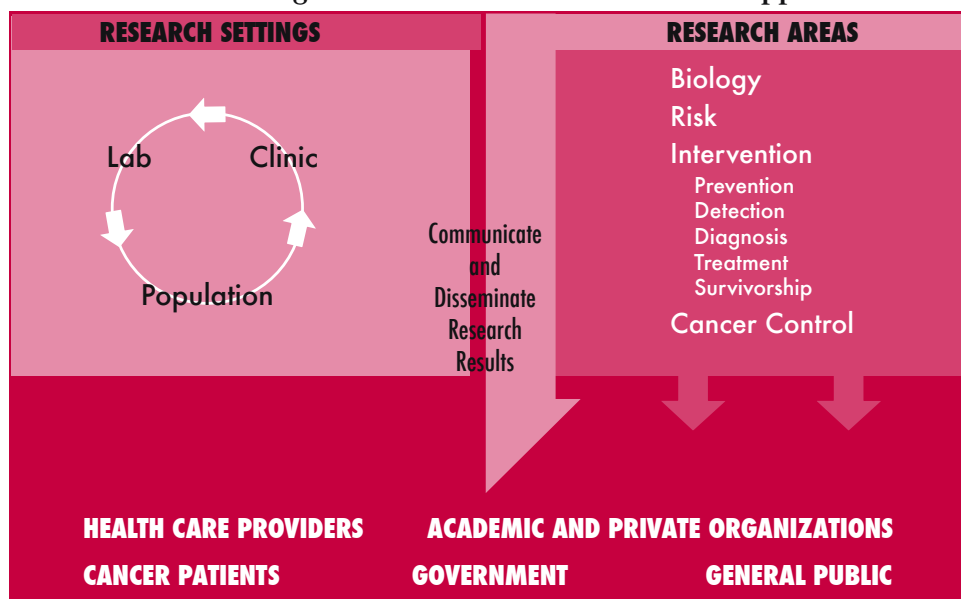 RESEARCH SETTINGS
Lab
Clinic
Population
Communicate
and
Disseminate
Research
Results
RESEARCH AREAS
Biology
Risk
Intervention
Prevention
Detection
Diagnosis
Treatment
Survivorship
Cancer Control
HEALTH CARE PROVIDERS
ACADEMIC AND PRIVATE ORGANIZATIONS
CANCER PATIENTS
GOVERNMENT
GENERAL PUBLIC